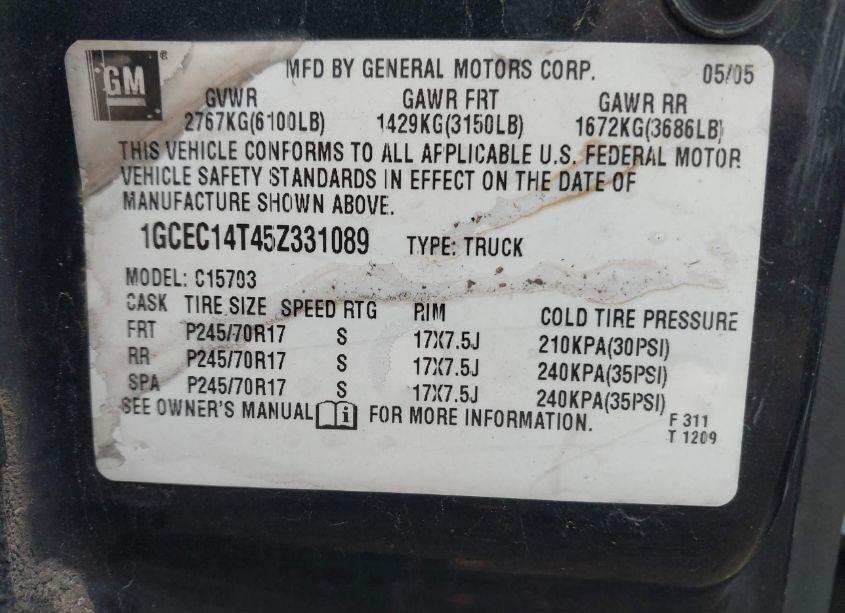 GM ®
MFD BY GENERAL MOTORS CORP. 05/05
GVWR GAWR FRT GAWR RR
2767KG(6100LB) 1429KG(3150LB) 1672KG(3686LB)
THIS VEHICLE CONFORMS TO ALL APPLICABLE U.S. FEDERAL MOTOR
VEHICLE SAFETY STANDARDS IN EFFECT ON THE DATE OF
MANUFACTURE SHOWN ABOVE.
1GCEC14T45Z331089 TYPE: TRUCK
MODEL: C15703
CASK TIRE SIZE SPEED RTG RIM COLD TIRE PRESSURE
FRT P245/70R17 S 17X7.5J 210KPA(30PSI)
RR P245/70R17 S 17X7.5J 240KPA(35PSI)
SPA P245/70R17 S 17X7.5J 240KPA(35PSI)
SEE OWNER'S MANUAL i FOR MORE INFORMATION.
F 311
T 1209